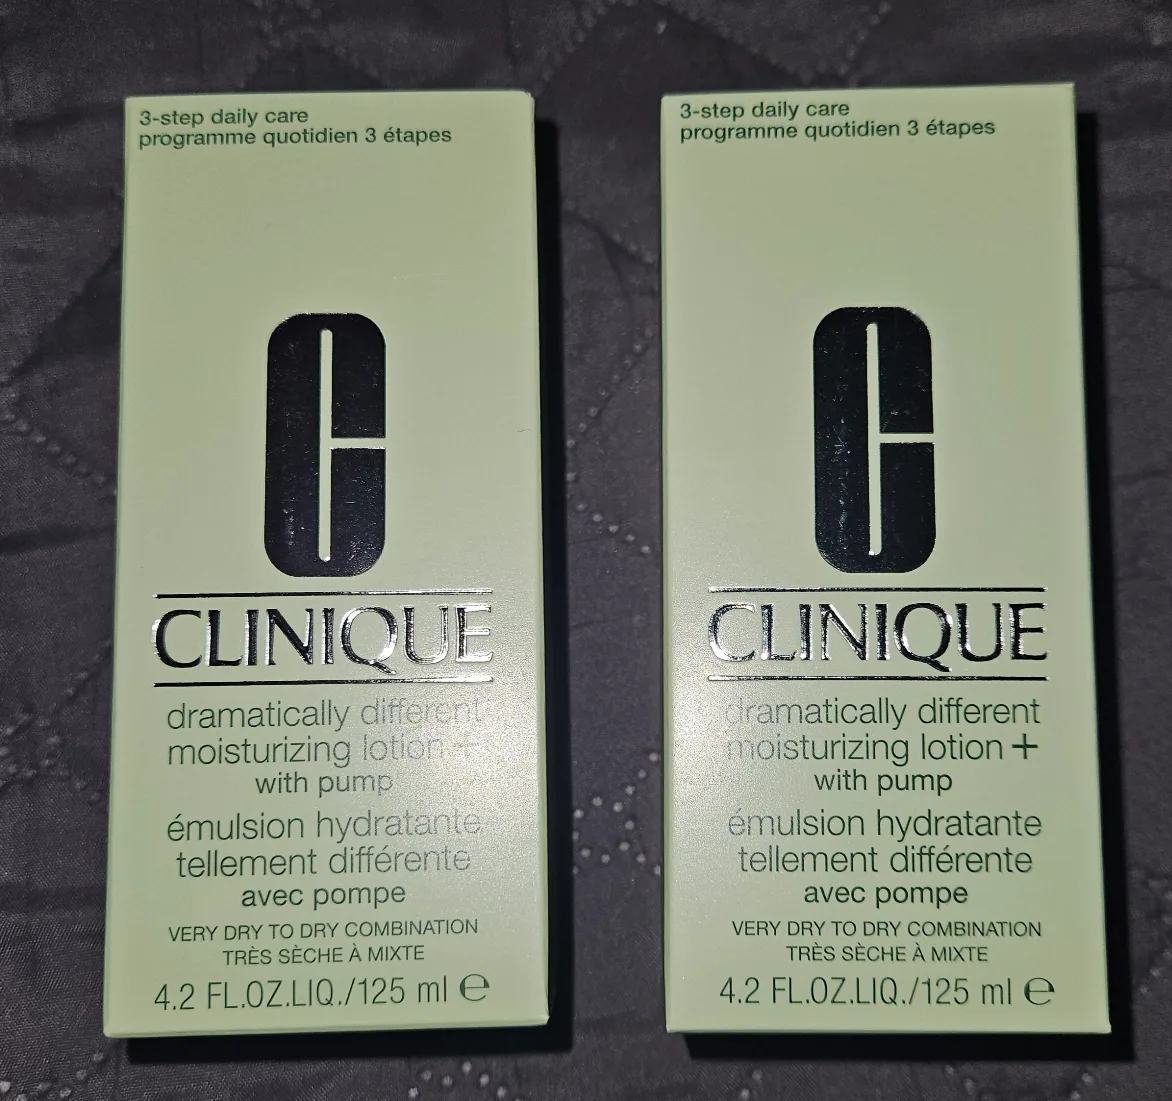 3-step daily care
programme quotidien 3 étapes
C
CLINIQUE
dramatically different
moisturizing lotion +
with pump
émulsion hydratante
tellement différente
avec pompe
VERY DRY TO DRY COMBINATION
TRÈS SÈCHE À MIXTE
4.2 FL.OZ.LIQ./125 ml ℮
3-step daily care
programme quotidien 3 étapes
C
CLINIQUE
dramatically different
moisturizing lotion +
with pump
émulsion hydratante
tellement différente
avec pompe
VERY DRY TO DRY COMBINATION
TRÈS SÈCHE À MIXTE
4.2 FL.OZ.LIQ./125 ml ℮